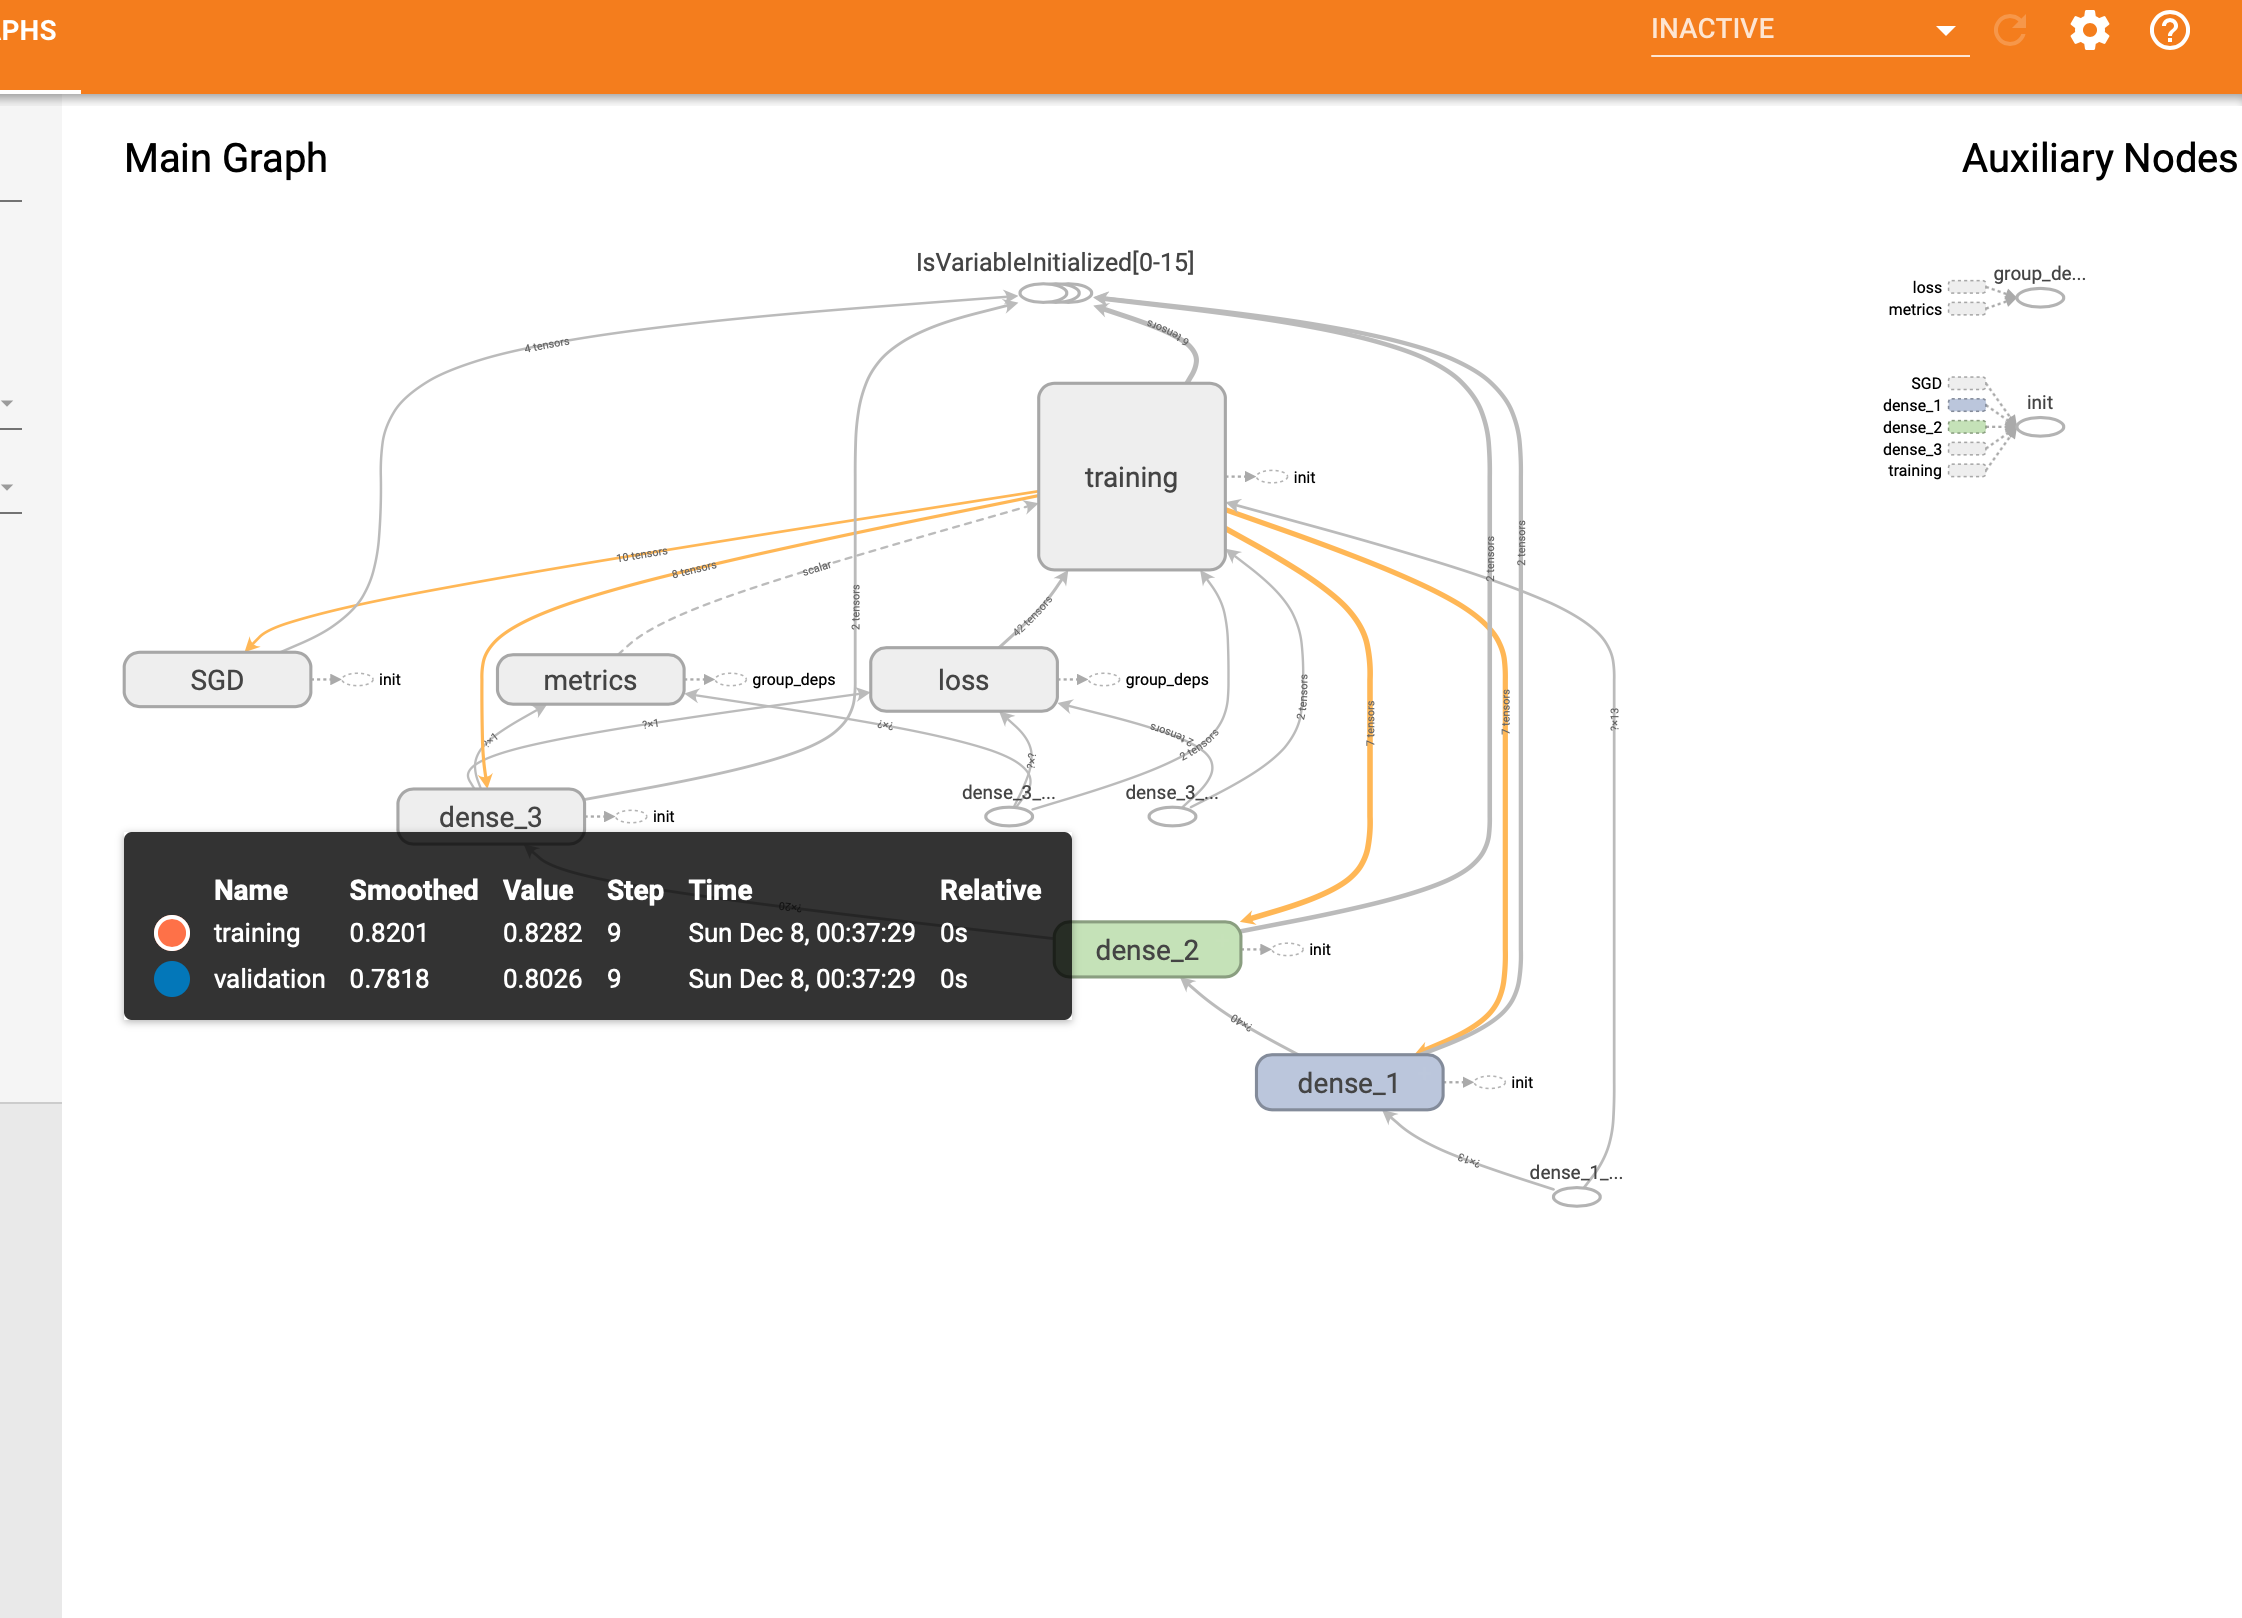 APHS
INACTIVE
Main Graph
Auxiliary Nodes
IsVariableInitialized[0-15]
4 tensors
6 tensors
training
init
10 tensors
8 tensors
scalar
2 tensors
42 tensors
2 tensors
2 tensors
SGD
init
metrics
group_deps
loss
group_deps
?×1
?×1
?×?
?×?
2 tensors
2 tensors
2 tensors
7 tensors
7 tensors
?×13
dense_3
init
dense_3_...
dense_3_...
Name Smoothed Value Step Time Relative
training 0.8201 0.8282 9 Sun Dec 8, 00:37:29 0s
validation 0.7818 0.8026 9 Sun Dec 8, 00:37:29 0s
?×20
dense_2
init
?×40
dense_1
init
?×13
dense_1_...
group_de...
loss
metrics
SGD
dense_1
init
dense_2
dense_3
training